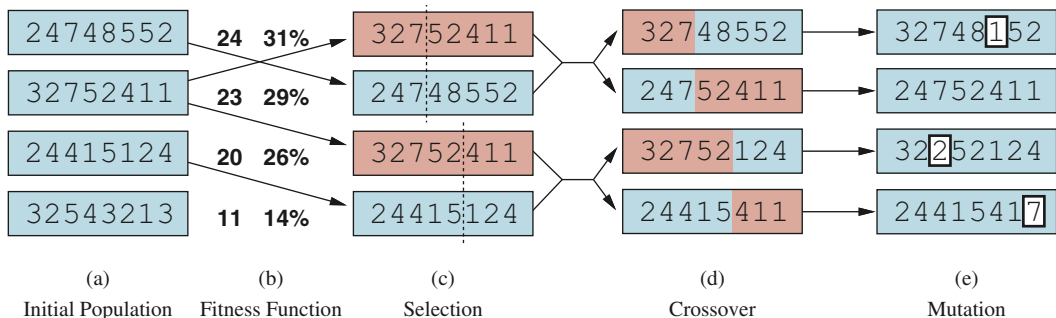 24748552 24 31% 32752411 32748552 32748152
32752411 23 29% 24748552 24752411 24752411
24415124 20 26% 32752411 32752124 32252124
32543213 11 14% 24415124 24415411 24415417
(a) (b) (c) (d) (e)
Initial Population Fitness Function Selection Crossover Mutation